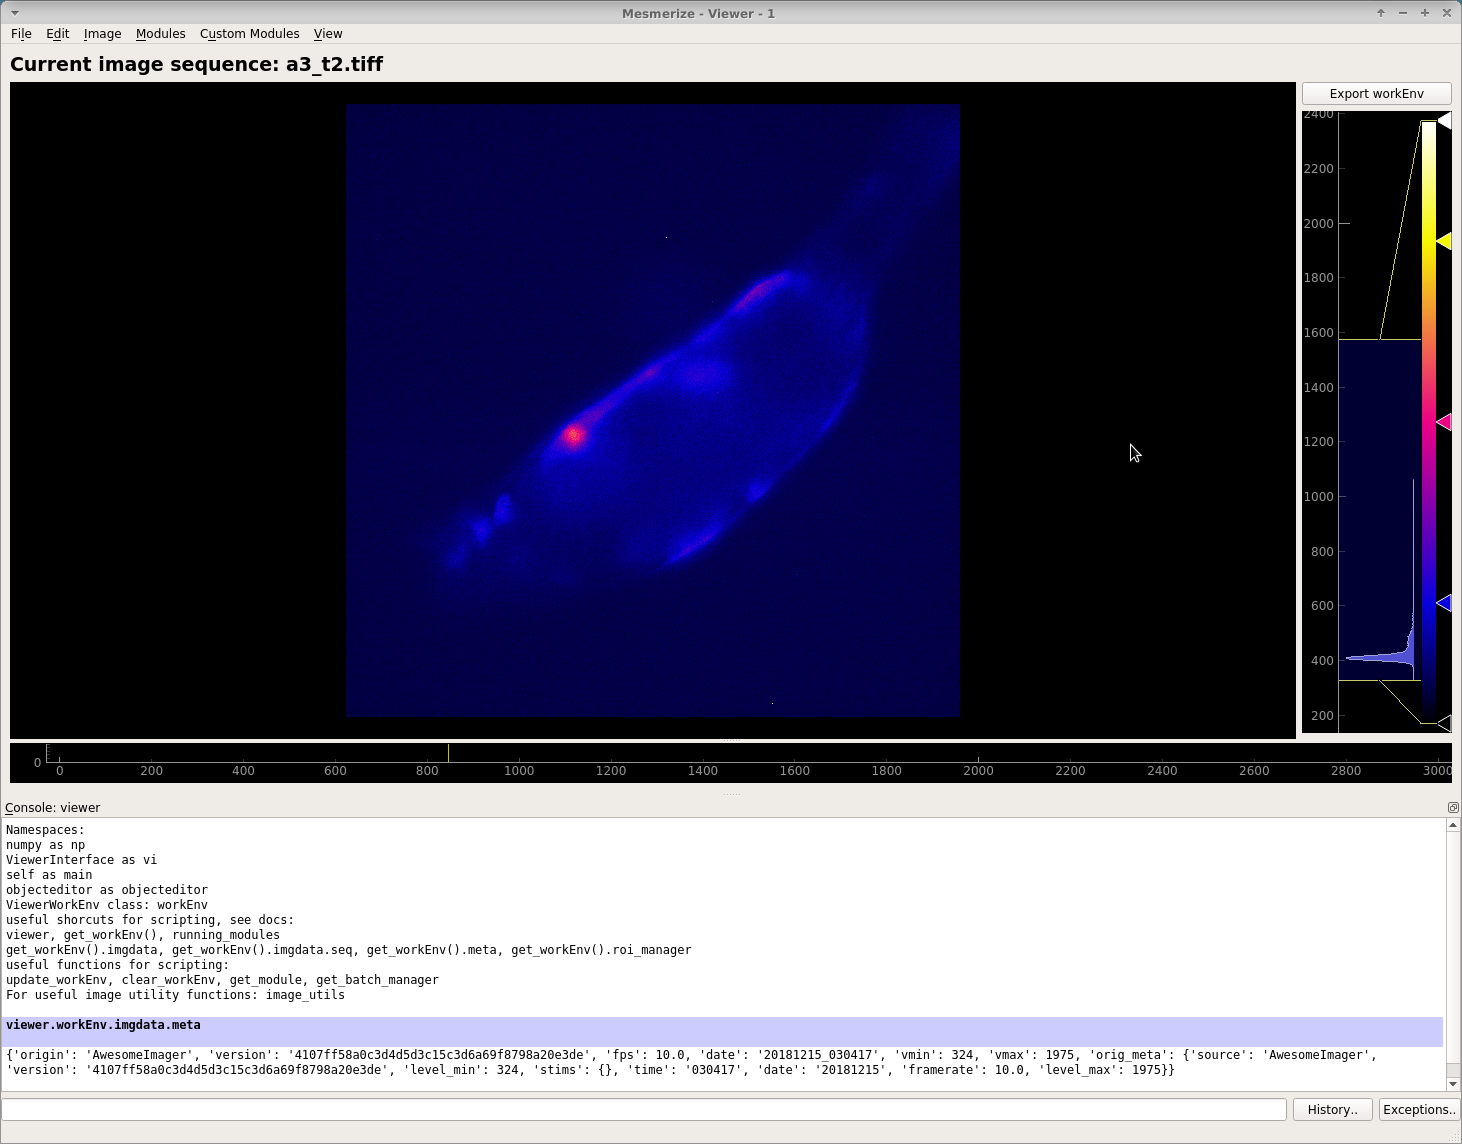 Mesmerize - Viewer - 1
File Edit Image Modules Custom Modules View
Current image sequence: a3_t2.tiff
Export workEnv
2400
2200
2000
1800
1600
1400
1200
1000
800
600
400
200
0
0 200 400 600 800 1000 1200 1400 1600 1800 2000 2200 2400 2600 2800 3000
Console: viewer
Namespaces:
numpy as np
ViewerInterface as vi
self as main
objecteditor as objecteditor
ViewerWorkEnv class: workEnv
useful shorcuts for scripting, see docs:
viewer, get_workEnv(), running_modules
get_workEnv().imgdata, get_workEnv().imgdata.seq, get_workEnv().meta, get_workEnv().roi_manager
useful functions for scripting:
update_workEnv, clear_workEnv, get_module, get_batch_manager
For useful image utility functions: image_utils
viewer.workEnv.imgdata.meta
{'origin': 'AwesomeImager', 'version': '4107ff58a0c3d4d5d3c15c3d6a69f8798a20e3de', 'fps': 10.0, 'date': '20181215_030417', 'vmin': 324, 'vmax': 1975, 'orig_meta': {'source': 'AwesomeImager',
'version': '4107ff58a0c3d4d5d3c15c3d6a69f8798a20e3de', 'level_min': 324, 'stims': {}, 'time': '030417', 'date': '20181215', 'framerate': 10.0, 'level_max': 1975}}
History.. Exceptions..